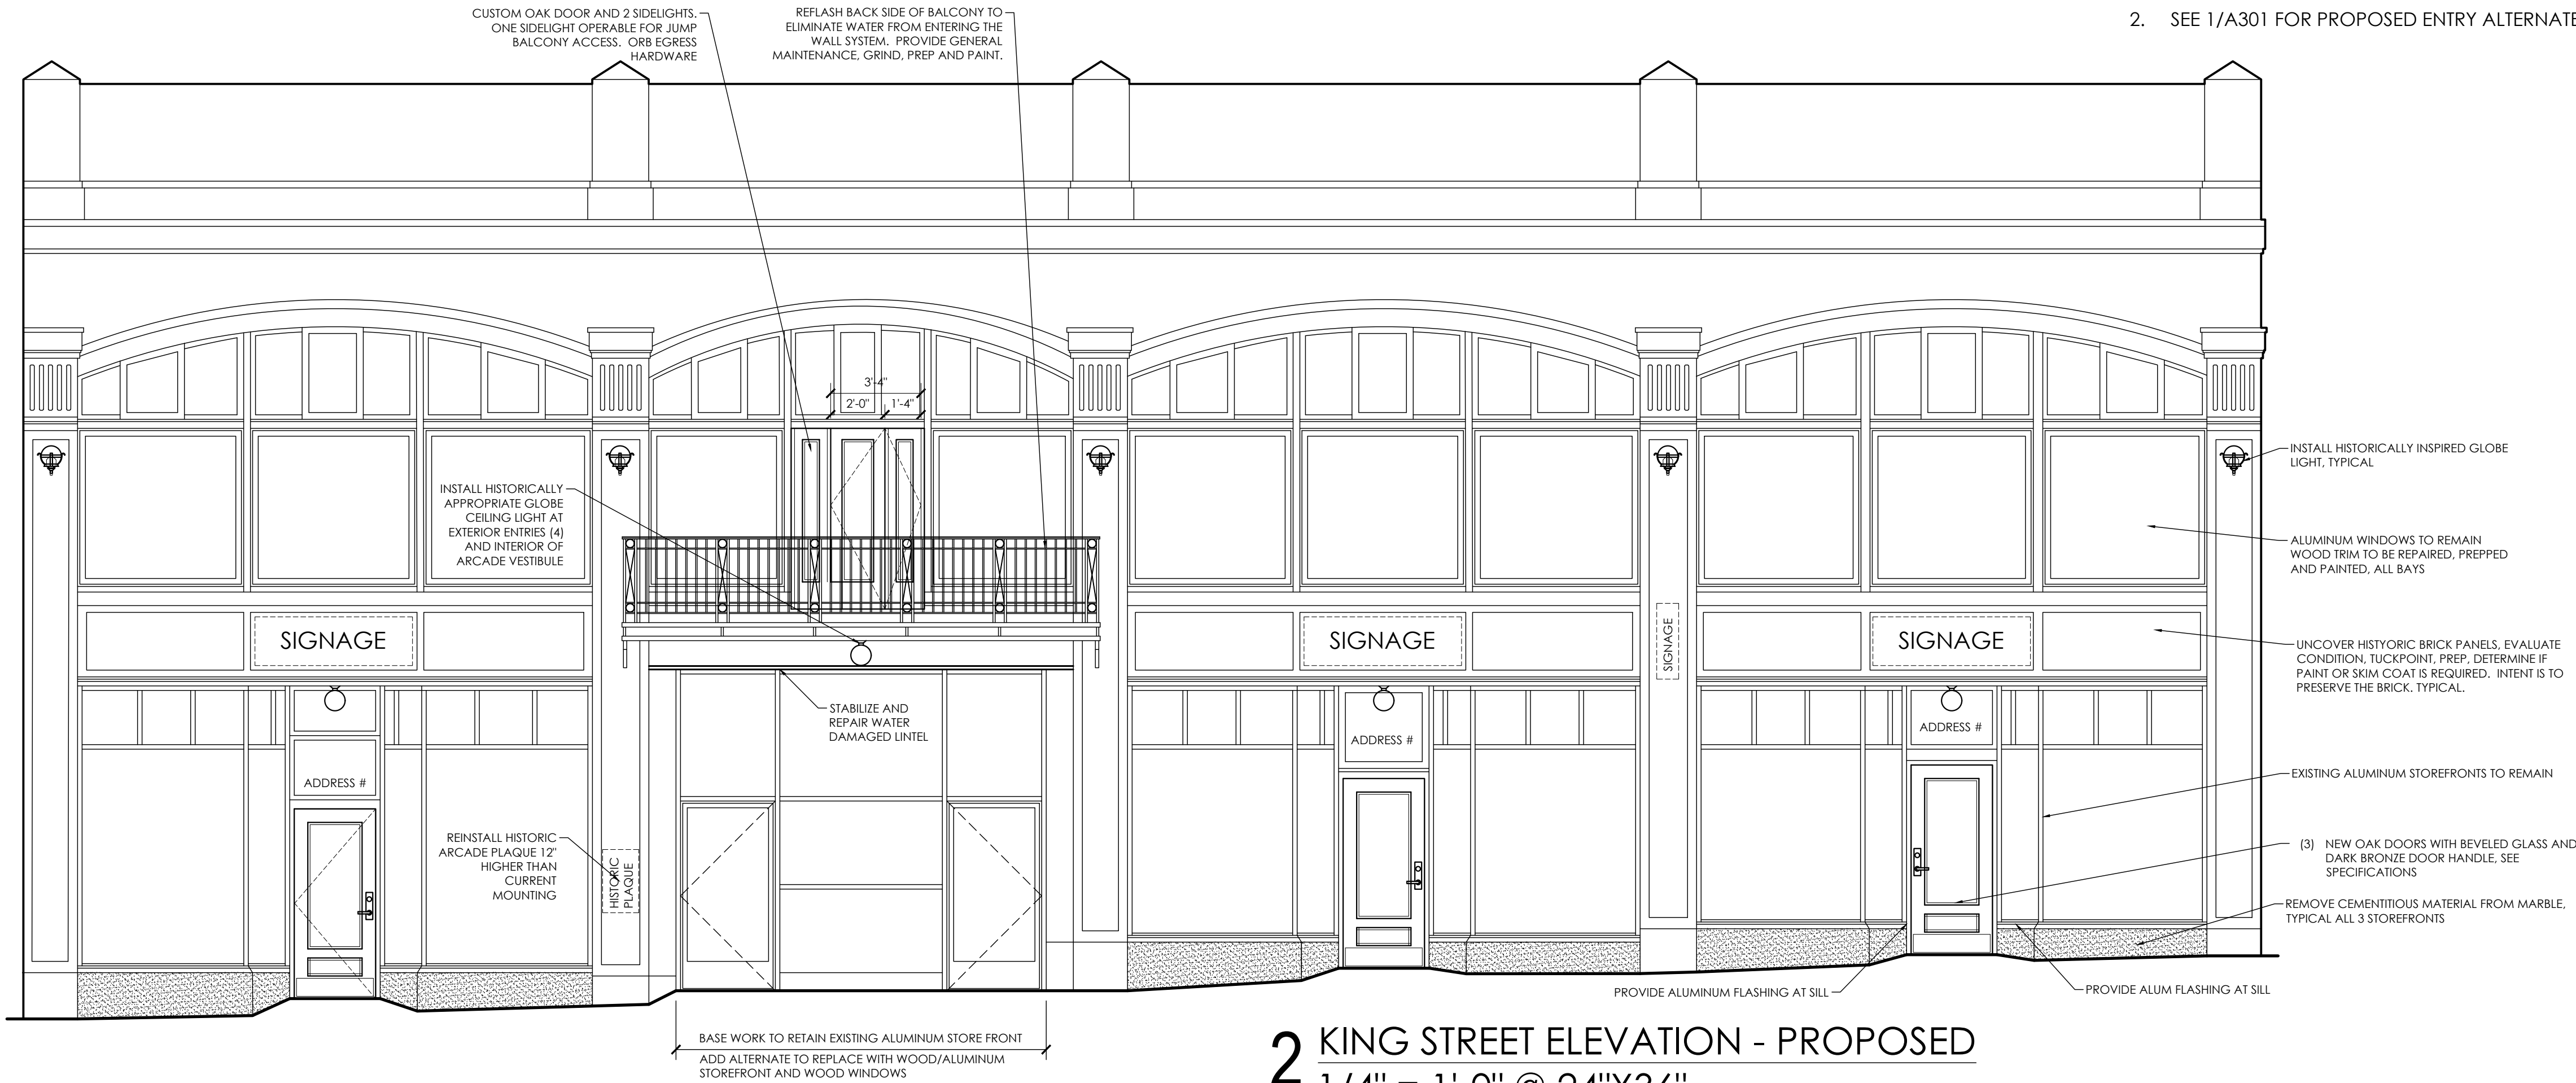 CUSTOM OAK DOOR AND 2 SIDELIGHTS.
ONE SIDELIGHT OPERABLE FOR JUMP
BALCONY ACCESS. ORB EGRESS
HARDWARE
REFLASH BACK SIDE OF BALCONY TO
ELIMINATE WATER FROM ENTERING THE
WALL SYSTEM. PROVIDE GENERAL
MAINTENANCE, GRIND, PREP AND PAINT.
2. SEE 1/A301 FOR PROPOSED ENTRY ALTERNATE
3'-4"
2'-0"
1'-4"
INSTALL HISTORICALLY
APPROPRIATE GLOBE
CEILING LIGHT AT
EXTERIOR ENTRIES (4)
AND INTERIOR OF
ARCADE VESTIBULE
INSTALL HISTORICALLY INSPIRED GLOBE
LIGHT, TYPICAL
ALUMINUM WINDOWS TO REMAIN
WOOD TRIM TO BE REPAIRED, PREPPED
AND PAINTED, ALL BAYS
SIGNAGE
SIGNAGE
SIGNAGE
SIGNAGE
UNCOVER HISTYORIC BRICK PANELS, EVALUATE
CONDITION, TUCKPOINT, PREP, DETERMINE IF
PAINT OR SKIM COAT IS REQUIRED. INTENT IS TO
PRESERVE THE BRICK. TYPICAL.
STABILIZE AND
REPAIR WATER
DAMAGED LINTEL
ADDRESS #
ADDRESS #
ADDRESS #
EXISTING ALUMINUM STOREFRONTS TO REMAIN
REINSTALL HISTORIC
ARCADE PLAQUE 12"
HIGHER THAN
CURRENT
MOUNTING
HISTORIC
PLAQUE
(3) NEW OAK DOORS WITH BEVELED GLASS AND
DARK BRONZE DOOR HANDLE, SEE
SPECIFICATIONS
REMOVE CEMENTITIOUS MATERIAL FROM MARBLE,
TYPICAL ALL 3 STOREFRONTS
PROVIDE ALUMINUM FLASHING AT SILL
PROVIDE ALUM FLASHING AT SILL
BASE WORK TO RETAIN EXISTING ALUMINUM STORE FRONT
ADD ALTERNATE TO REPLACE WITH WOOD/ALUMINUM
STOREFRONT AND WOOD WINDOWS
2 KING STREET ELEVATION - PROPOSED
1/4" = 1'-0" @ 24"X36"